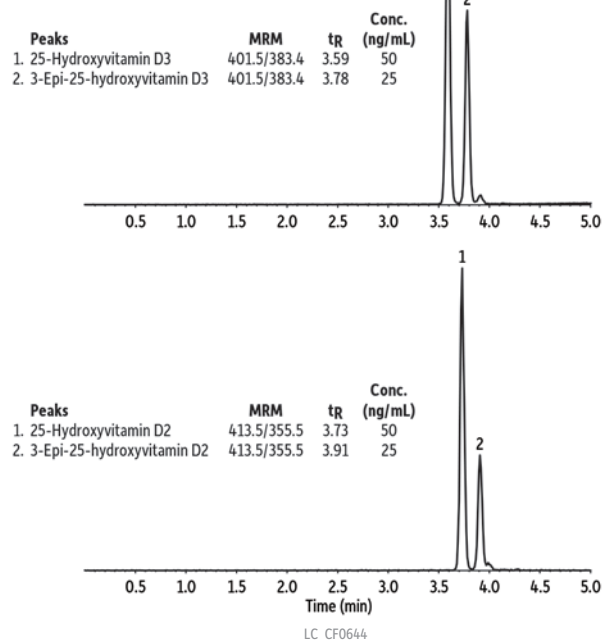 2
Conc.
Peaks MRM tR (ng/mL)
1. 25-Hydroxyvitamin D3 401.5/383.4 3.59 50
2. 3-Epi-25-hydroxyvitamin D3 401.5/383.4 3.78 25
0.5 1.0 1.5 2.0 2.5 3.0 3.5 4.0 4.5 5.0
1
2
Conc.
Peaks MRM tR (ng/mL)
1. 25-Hydroxyvitamin D2 413.5/355.5 3.73 50
2. 3-Epi-25-hydroxyvitamin D2 413.5/355.5 3.91 25
0.5 1.0 1.5 2.0 2.5 3.0 3.5 4.0 4.5 5.0
Time (min)
LC_CF0644